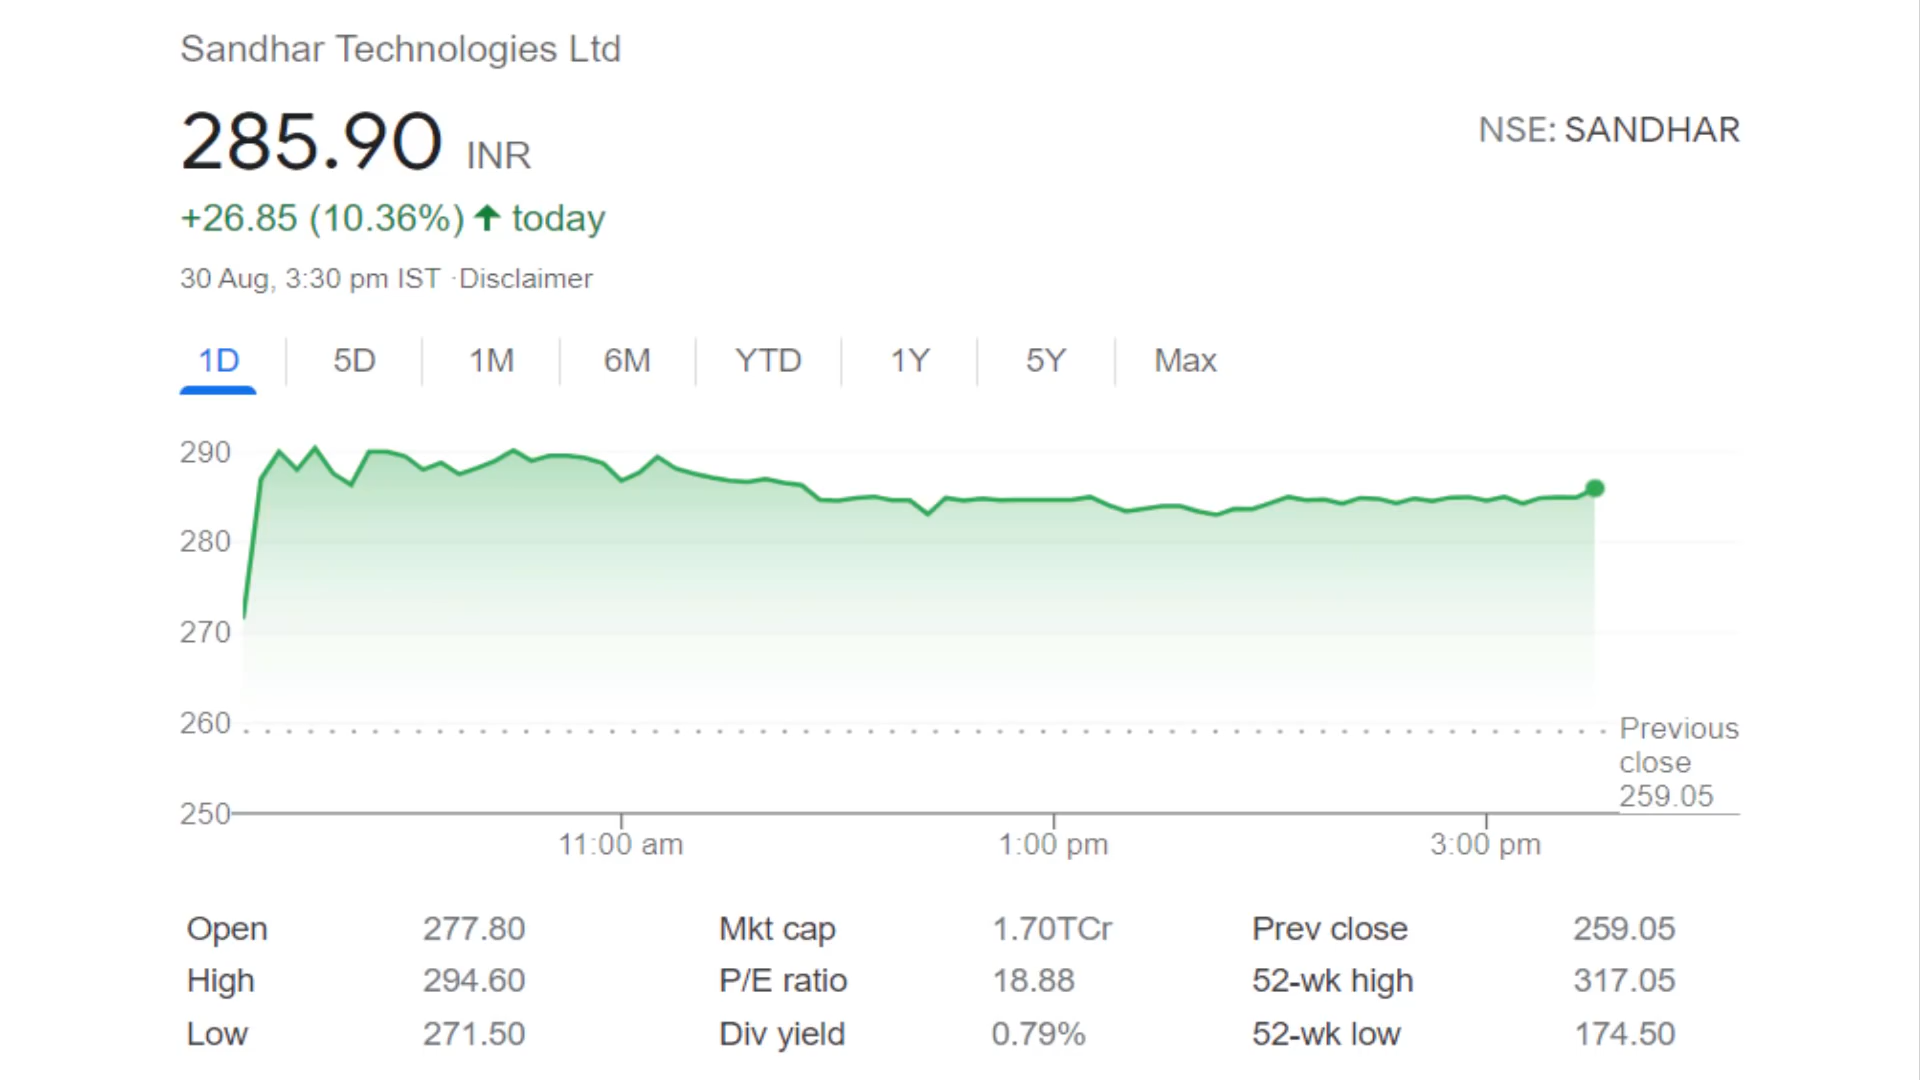 Sandhar Technologies Ltd
285.90 INR
NSE: SANDHAR
+26.85 (10.36%) ↑ today
30 Aug, 3:30 pm IST ·Disclaimer
1D 5D 1M 6M YTD 1Y 5Y Max
290
280
270
260
Previous
close
259.05
250
11:00 am 1:00 pm 3:00 pm
Open 277.80 Mkt cap 1.70TCr Prev close 259.05
High 294.60 P/E ratio 18.88 52-wk high 317.05
Low 271.50 Div yield 0.79% 52-wk low 174.50